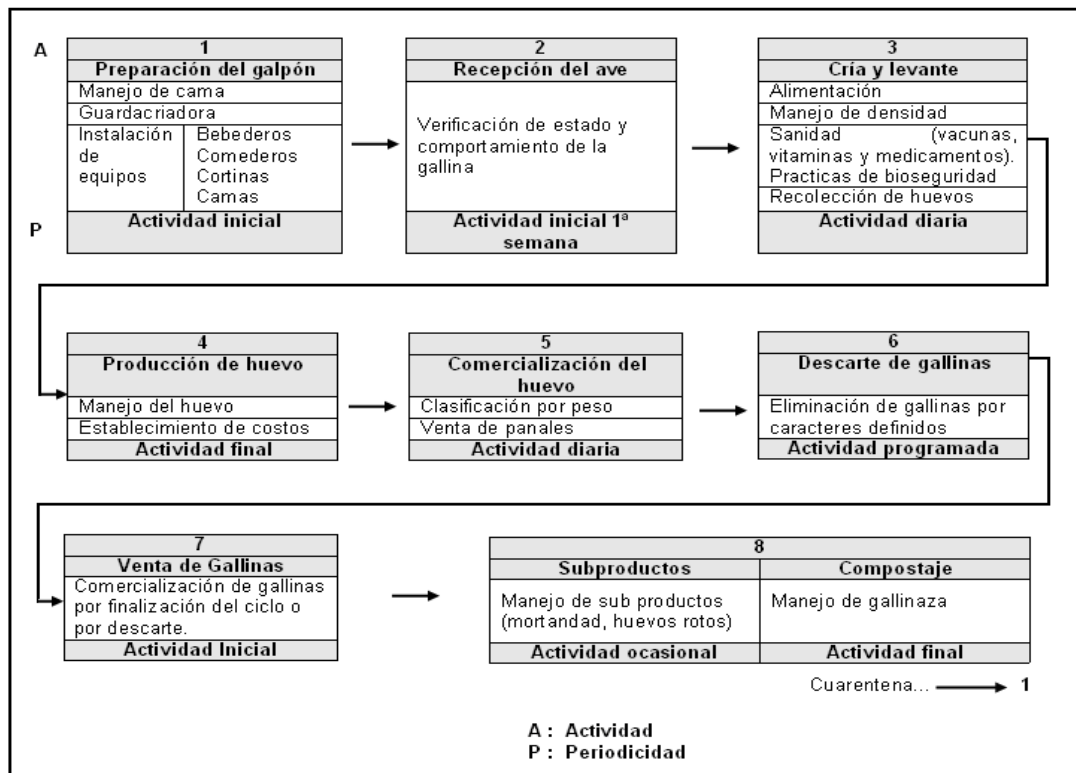 A
1
Preparación del galpón
Manejo de cama
Guardacriadora
Instalación de equipos
Bebederos
Comederos
Cortinas
Camas
P
Actividad inicial
2
Recepción del ave
Verificación de estado y
comportamiento de la
gallina
Actividad inicial 1ª
semana
3
Cría y levante
Alimentación
Manejo de densidad
Sanidad (vacunas,
vitaminas y medicamentos).
Practicas de bioseguridad
Recolección de huevos
Actividad diaria
4
Producción de huevo
Manejo del huevo
Establecimiento de costos
Actividad final
5
Comercialización del
huevo
Clasificación por peso
Venta de panales
Actividad diaria
6
Descarte de gallinas
Eliminación de gallinas por
caracteres definidos
Actividad programada
7
Venta de Gallinas
Comercialización de gallinas
por finalización del ciclo o
por descarte.
Actividad Inicial
8
Subproductos
Manejo de sub productos
(mortandad, huevos rotos)
Actividad ocasional
Compostaje
Manejo de gallinaza
Actividad final
Cuarentena... 1
A : Actividad
P : Periodicidad